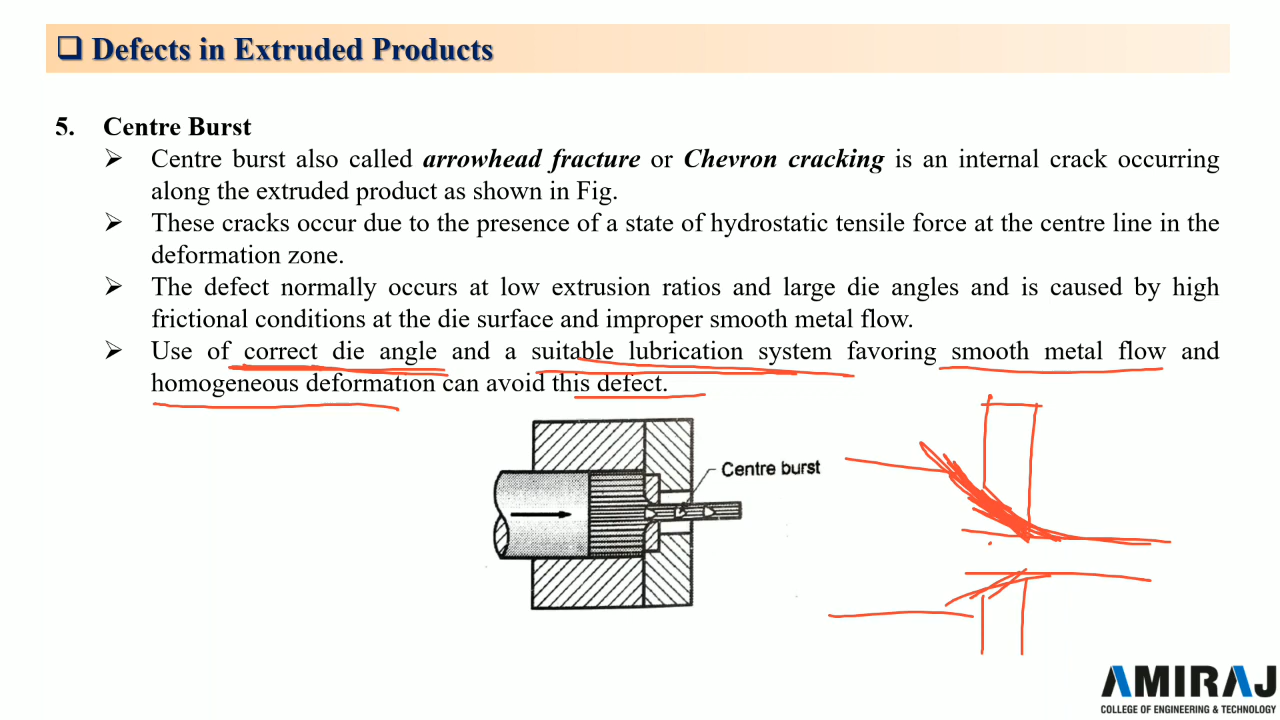 ❑ Defects in Extruded Products
5. Centre Burst
➢ Centre burst also called arrowhead fracture or Chevron cracking is an internal crack occurring
along the extruded product as shown in Fig.
➢ These cracks occur due to the presence of a state of hydrostatic tensile force at the centre line in the
deformation zone.
➢ The defect normally occurs at low extrusion ratios and large die angles and is caused by high
frictional conditions at the die surface and improper smooth metal flow.
➢ Use of correct die angle and a suitable lubrication system favoring smooth metal flow and
homogeneous deformation can avoid this defect.
Centre burst
AMIRAJ
COLLEGE OF ENGINEERING & TECHNOLOGY